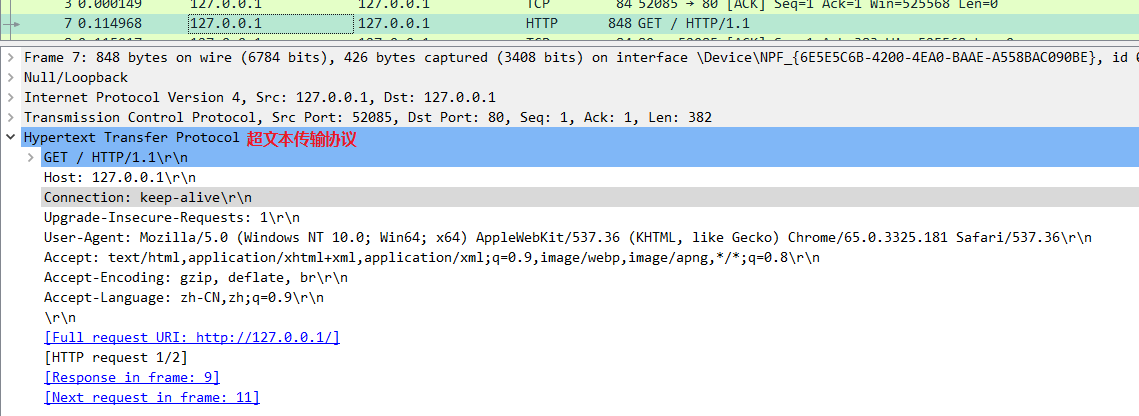 3 0.000149 127.0.0.1 127.0.0.1 TCP 84 52085 → 80 [ACK] Seq=1 Ack=1 Win=525568 Len=0
7 0.114968 127.0.0.1 127.0.0.1 HTTP 848 GET / HTTP/1.1
Frame 7: 848 bytes on wire (6784 bits), 426 bytes captured (3408 bits) on interface \Device\NPF_{6E5E5C6B-4200-4EA0-BAAE-A558BAC090BE}, id
Null/Loopback
Internet Protocol Version 4, Src: 127.0.0.1, Dst: 127.0.0.1
Transmission Control Protocol, Src Port: 52085, Dst Port: 80, Seq: 1, Ack: 1, Len: 382
Hypertext Transfer Protocol 超文本传输协议
GET / HTTP/1.1\r\n
Host: 127.0.0.1\r\n
Connection: keep-alive\r\n
Upgrade-Insecure-Requests: 1\r\n
User-Agent: Mozilla/5.0 (Windows NT 10.0; Win64; x64) AppleWebKit/537.36 (KHTML, like Gecko) Chrome/65.0.3325.181 Safari/537.36\r\n
Accept: text/html,application/xhtml+xml,application/xml;q=0.9,image/webp,image/apng,*/*;q=0.8\r\n
Accept-Encoding: gzip, deflate, br\r\n
Accept-Language: zh-CN,zh;q=0.9\r\n
\r\n
[Full request URI: http://127.0.0.1/]
[HTTP request 1/2]
[Response in frame: 9]
[Next request in frame: 11]